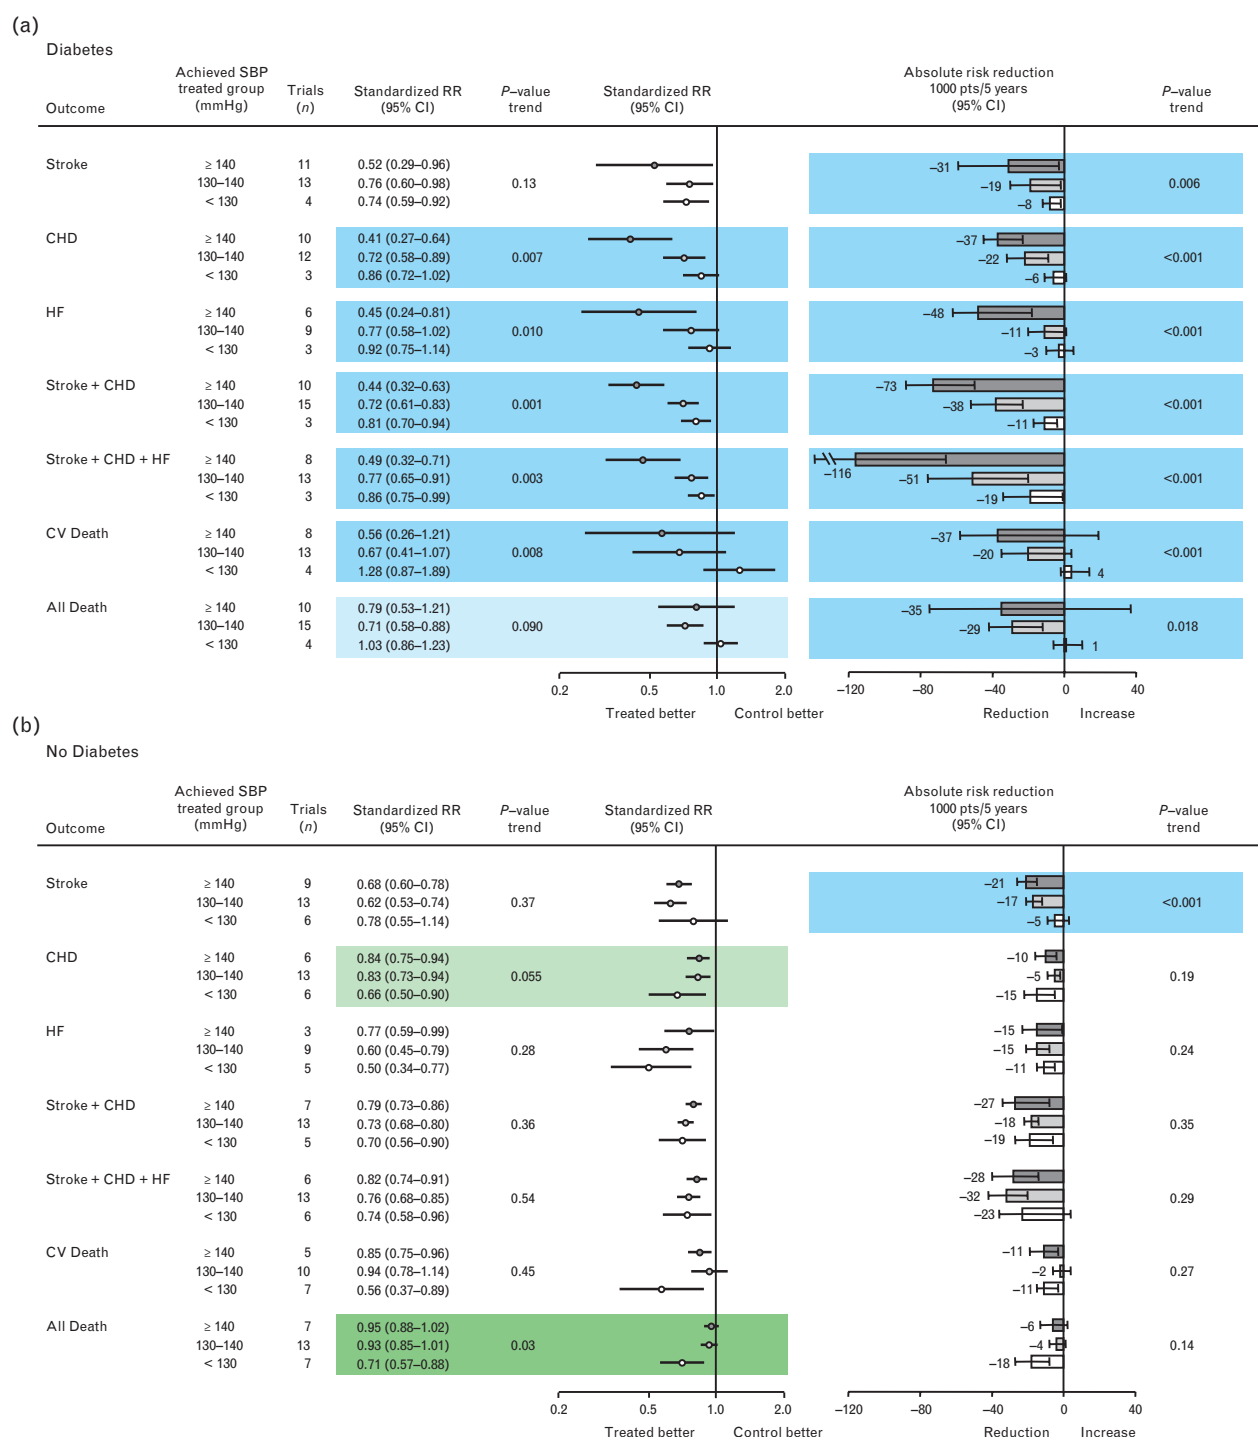 (a)
Diabetes
Outcome Achieved SBP treated group (mmHg) Trials (n) Standardized RR (95% CI) P–value trend Standardized RR (95% CI) Absolute risk reduction 1000 pts/5 years (95% CI) P–value trend
Stroke ≥ 140 11 0.52 (0.29–0.96) −31
130–140 13 0.76 (0.60–0.98) 0.13 −19 0.006
< 130 4 0.74 (0.59–0.92) −8
CHD ≥ 140 10 0.41 (0.27–0.64) −37
130–140 12 0.72 (0.58–0.89) 0.007 −22 <0.001
< 130 3 0.86 (0.72–1.02) −6
HF ≥ 140 6 0.45 (0.24–0.81) −48
130–140 9 0.77 (0.58–1.02) 0.010 −11 <0.001
< 130 3 0.92 (0.75–1.14) −3
Stroke + CHD ≥ 140 10 0.44 (0.32–0.63) −73
130–140 15 0.72 (0.61–0.83) 0.001 −38 <0.001
< 130 3 0.81 (0.70–0.94) −11
Stroke + CHD + HF ≥ 140 8 0.49 (0.32–0.71) −116
130–140 13 0.77 (0.65–0.91) 0.003 −51 <0.001
< 130 3 0.86 (0.75–0.99) −19
CV Death ≥ 140 8 0.56 (0.26–1.21) −37
130–140 13 0.67 (0.41–1.07) 0.008 −20 <0.001
< 130 4 1.28 (0.87–1.89) 4
All Death ≥ 140 10 0.79 (0.53–1.21) −35
130–140 15 0.71 (0.58–0.88) 0.090 −29 0.018
< 130 4 1.03 (0.86–1.23) 1
0.2 0.5 1.0 2.0 −120 −80 −40 0 40
Treated better Control better Reduction Increase
(b)
No Diabetes
Outcome Achieved SBP treated group (mmHg) Trials (n) Standardized RR (95% CI) P–value trend Standardized RR (95% CI) Absolute risk reduction 1000 pts/5 years (95% CI) P–value trend
Stroke ≥ 140 9 0.68 (0.60–0.78) −21
130–140 13 0.62 (0.53–0.74) 0.37 −17 <0.001
< 130 6 0.78 (0.55–1.14) −5
CHD ≥ 140 6 0.84 (0.75–0.94) −10
130–140 13 0.83 (0.73–0.94) 0.055 −5 0.19
< 130 6 0.66 (0.50–0.90) −15
HF ≥ 140 3 0.77 (0.59–0.99) −15
130–140 9 0.60 (0.45–0.79) 0.28 −15 0.24
< 130 5 0.50 (0.34–0.77) −11
Stroke + CHD ≥ 140 7 0.79 (0.73–0.86) −27
130–140 13 0.73 (0.68–0.80) 0.36 −18 0.35
< 130 5 0.70 (0.56–0.90) −19
Stroke + CHD + HF ≥ 140 6 0.82 (0.74–0.91) −28
130–140 13 0.76 (0.68–0.85) 0.54 −32 0.29
< 130 6 0.74 (0.58–0.96) −23
CV Death ≥ 140 5 0.85 (0.75–0.96) −11
130–140 10 0.94 (0.78–1.14) 0.45 −2 0.27
< 130 7 0.56 (0.37–0.89) −11
All Death ≥ 140 7 0.95 (0.88–1.02) −6
130–140 13 0.93 (0.85–1.01) 0.03 −4 0.14
< 130 7 0.71 (0.57–0.88) −18
0.2 0.5 1.0 2.0 −120 −80 −40 0 40
Treated better Control better Reduction Increase